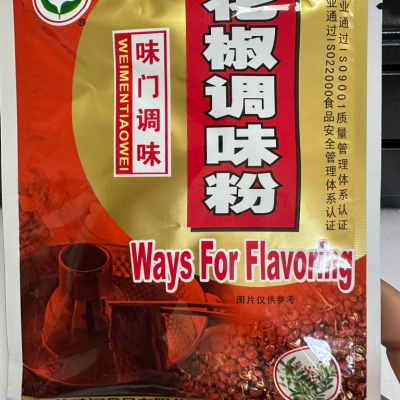 ®
花椒调味粉
味门调味
WEIMENTIAOWEI
业通过ISO9001质量管理体系认证
业通过ISO22000食品安全管理体系认证
Ways For Flavoring
图片仅供参考